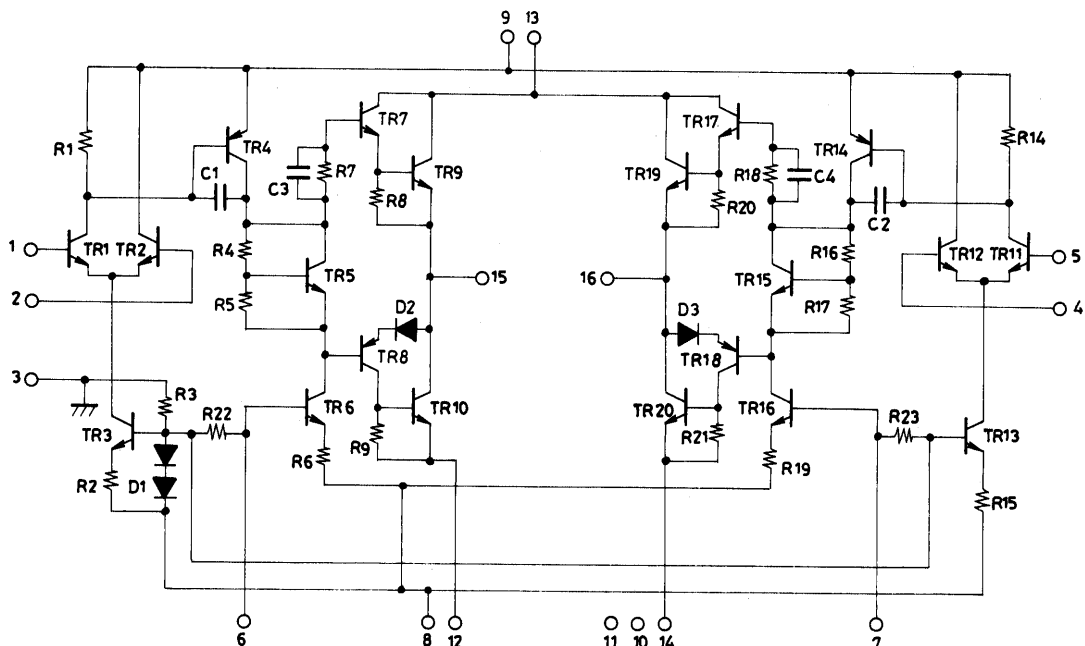 9 13
R1
TR4
C1
TR7
C3
R7
TR9
R8
TR17
TR19
R18
C4
R20
TR14
C2
R14
1
TR1
TR2
2
R4
R5
TR5
15
16
TR15
R16
R17
TR12
TR11
5
4
D2
TR8
D3
TR18
3
R3
R22
TR3
R2
D1
TR6
R6
R9
TR10
TR20
R21
TR16
R19
R23
TR13
R15
6
8
12
11
10
14
7